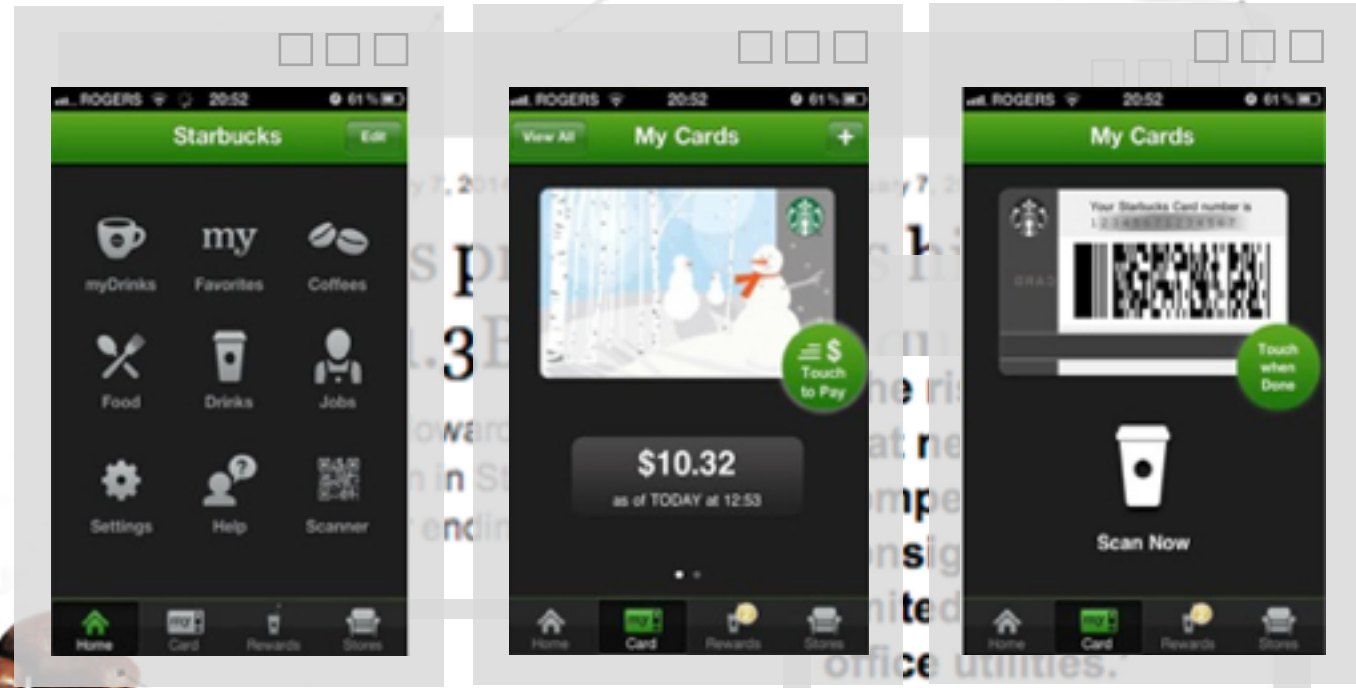 ROGERS 20:52 61%
Starbucks Edit
myDrinks my Favorites Coffees
Food Drinks Jobs
Settings Help Scanner
Home Card Rewards Stores
ROGERS 20:52 61%
View All My Cards +
$
Touch
to Pay
$10.32
as of TODAY at 12:53
Home Card Rewards Stores
ROGERS 20:52 61%
My Cards
Your Starbucks Card number is
Touch
when
Done
Scan Now
Home Card Rewards Stores
office utilities.